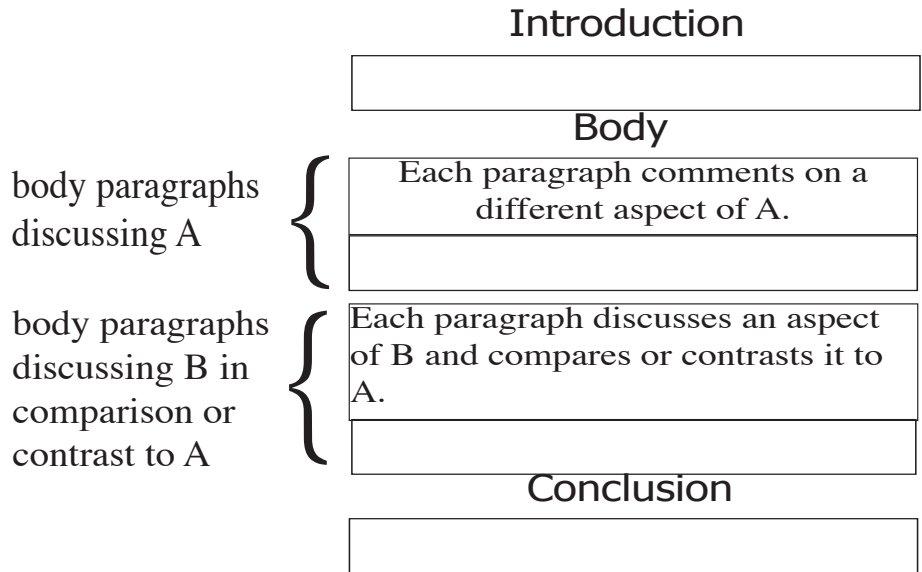 Introduction
Body
body paragraphs
discussing A
Each paragraph comments on a
different aspect of A.
body paragraphs
discussing B in
comparison or
contrast to A
Each paragraph discusses an aspect
of B and compares or contrasts it to
A.
Conclusion